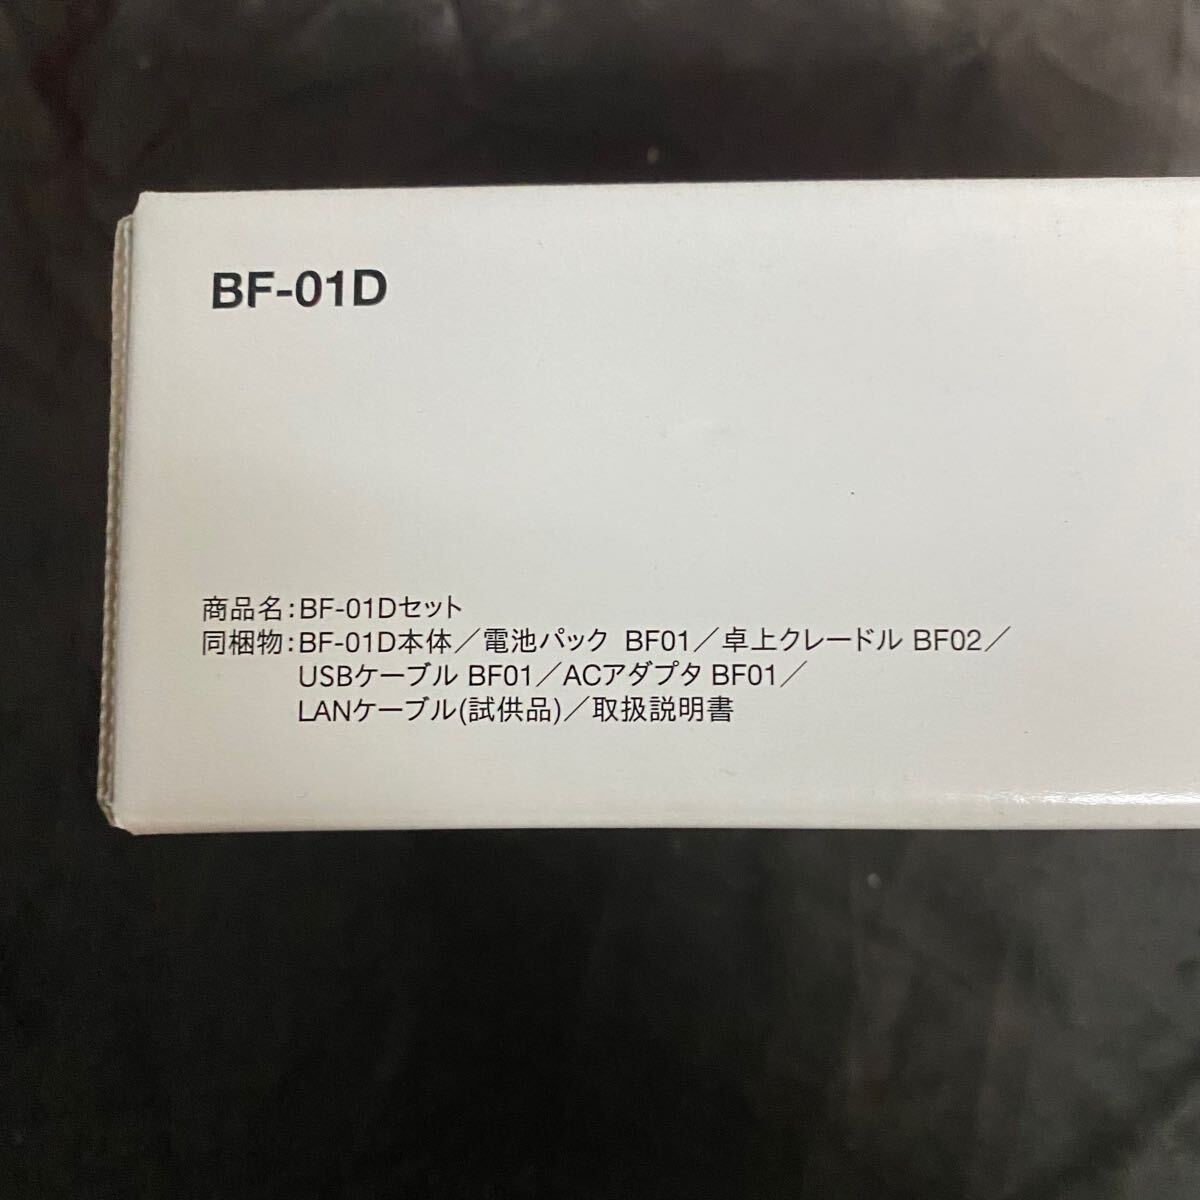 BF-01D
商品名：BF-01Dセット
同梱物：BF-01D本体／電池パック BF01／卓上クレードル BF02／
USBケーブル BF01／ACアダプタ BF01／
LANケーブル(試供品)／取扱説明書